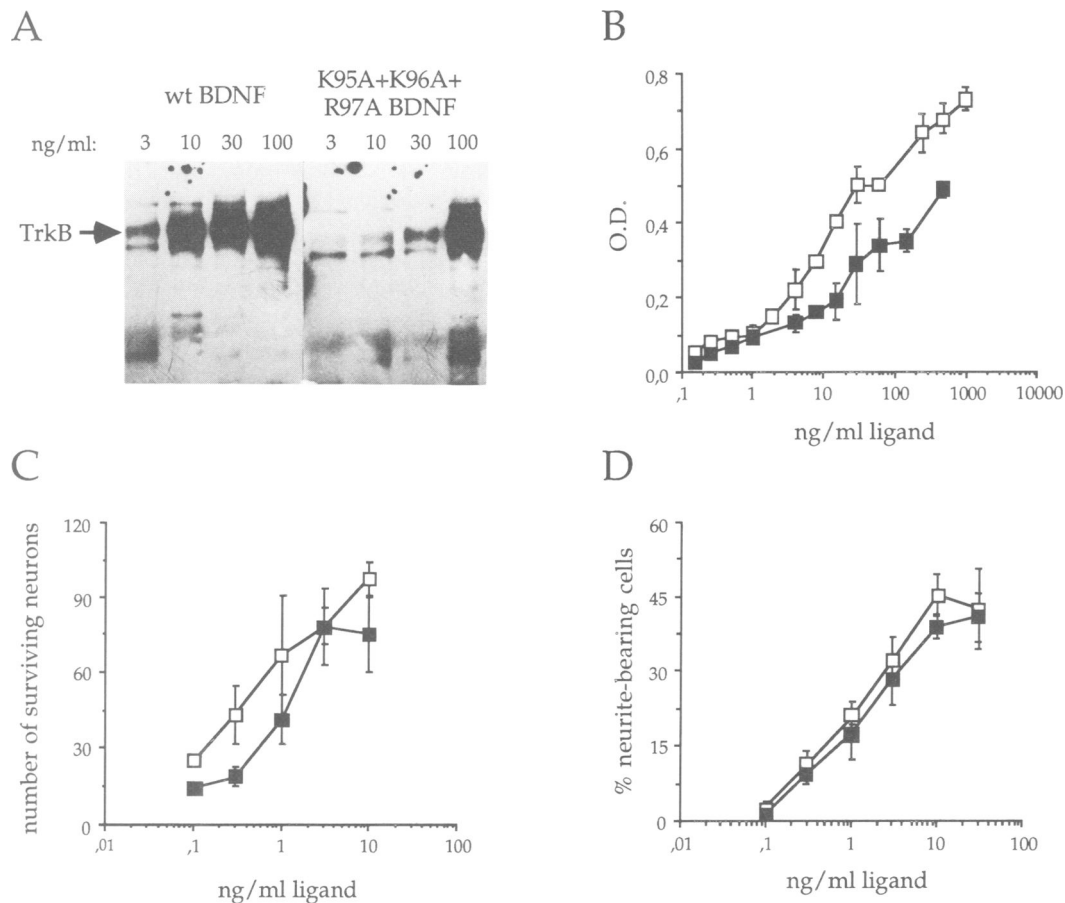 A
wt BDNF
K95A+K96A+
R97A BDNF
ng/ml: 3 10 30 100 3 10 30 100
TrkB
B
0,8
0,6
0,4
0,2
0,0
O.D.
,1 1 10 100 1000 10000
ng/ml ligand
C
number of surviving neurons
120
90
60
30
0
,01 ,1 1 10 100
ng/ml ligand
D
% neurite-bearing cells
60
45
30
15
0
,01 ,1 1 10 100
ng/ml ligand